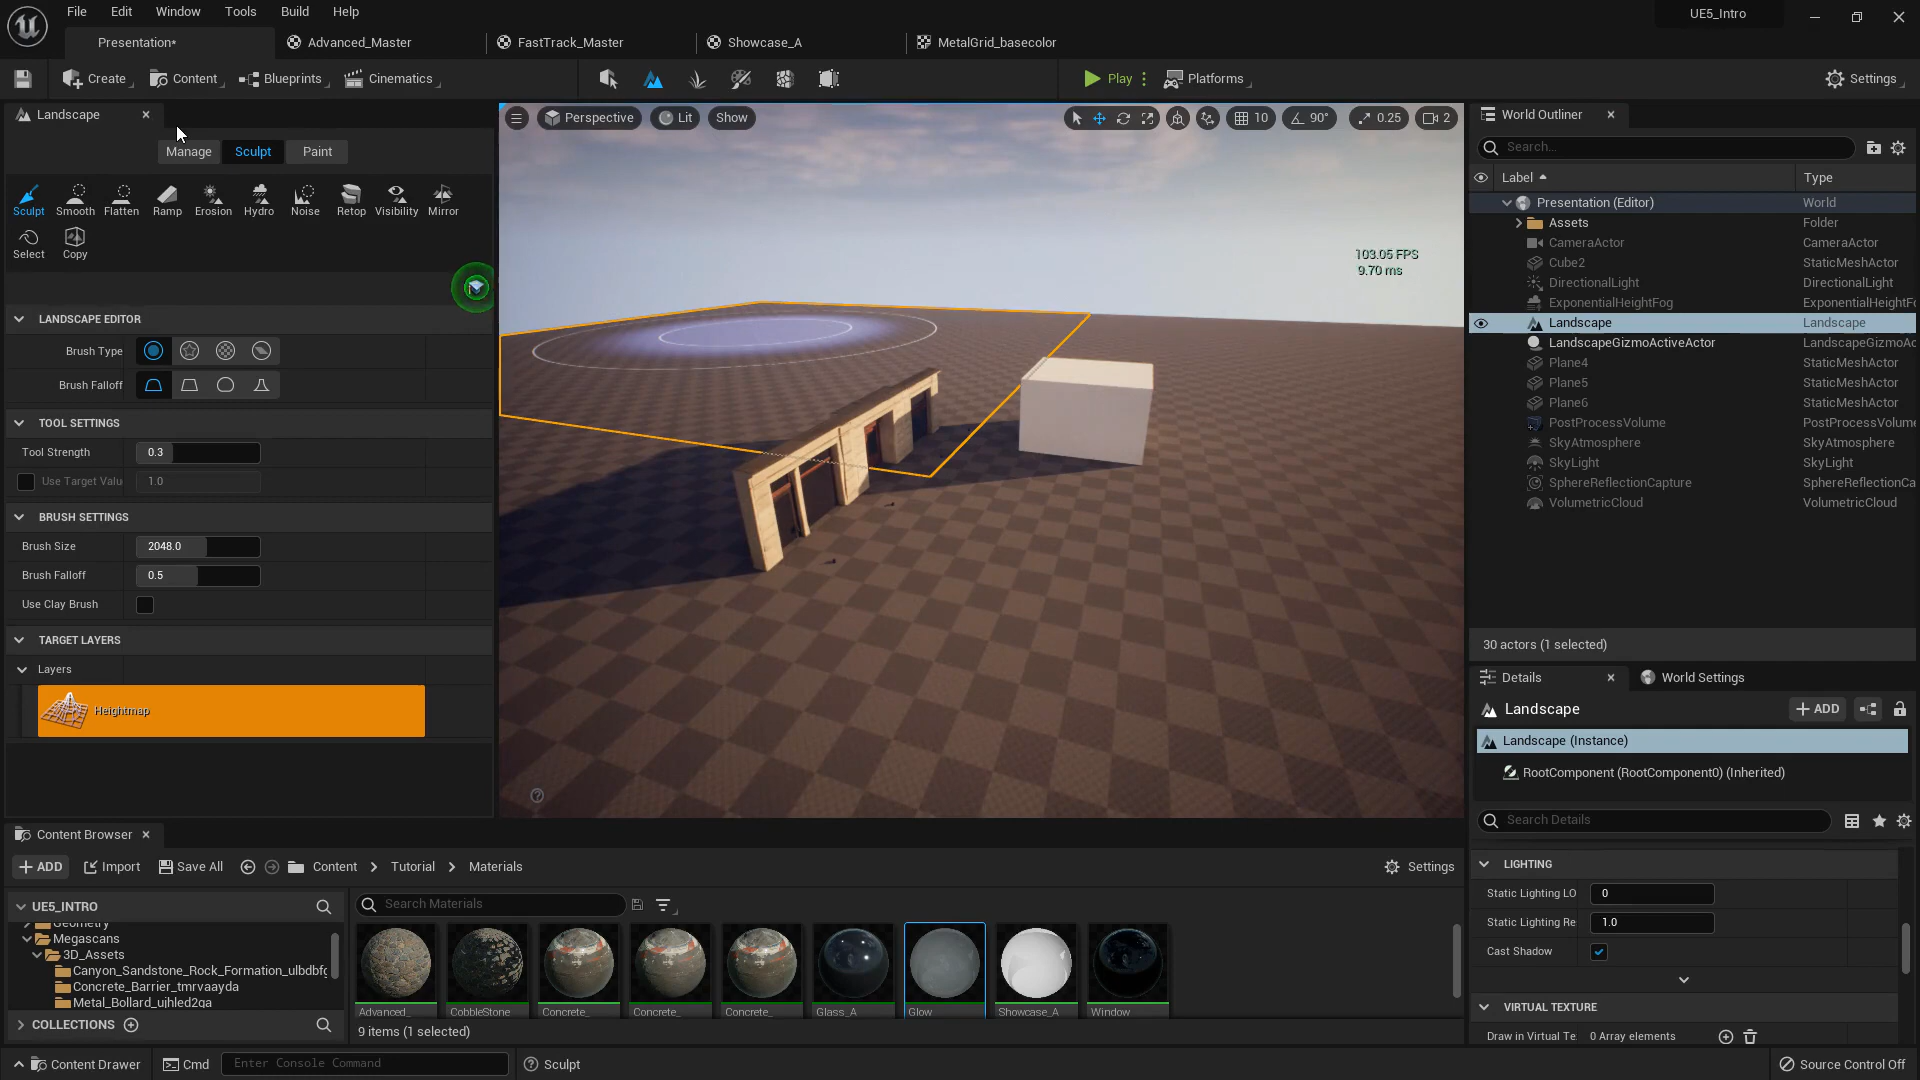 File Edit Window Tools Build Help
UE5_Intro
Presentation*
Advanced_Master
FastTrack_Master
Showcase_A
MetalGrid_basecolor
Create
Content
Blueprints
Cinematics
Play
Platforms
Settings
Landscape
Manage
Sculpt
Paint
Sculpt
Smooth
Flatten
Ramp
Erosion
Hydro
Noise
Retop
Visibility
Mirror
Select
Copy
LANDSCAPE EDITOR
Brush Type
Brush Falloff
TOOL SETTINGS
Tool Strength
0.3
Use Target Valu
1.0
BRUSH SETTINGS
Brush Size
2048.0
Brush Falloff
0.5
Use Clay Brush
TARGET LAYERS
Layers
Heightmap
Perspective
Lit
Show
10
90°
0.25
2
103.05 FPS
9.70 ms
World Outliner
Search...
Label
Type
Presentation (Editor)
World
Assets
Folder
CameraActor
CameraActor
Cube2
StaticMeshActor
DirectionalLight
DirectionalLight
ExponentialHeightFog
ExponentialHeightFo
Landscape
Landscape
LandscapeGizmoActiveActor
LandscapeGizmoAc
Plane4
StaticMeshActor
Plane5
StaticMeshActor
Plane6
StaticMeshActor
PostProcessVolume
PostProcessVolume
SkyAtmosphere
SkyAtmosphere
SkyLight
SkyLight
SphereReflectionCapture
SphereReflectionCa
VolumetricCloud
VolumetricCloud
30 actors (1 selected)
Details
World Settings
Landscape
ADD
Landscape (Instance)
RootComponent (RootComponent0) (Inherited)
Search Details
LIGHTING
Static Lighting LO
0
Static Lighting Re
1.0
Cast Shadow
VIRTUAL TEXTURE
Draw in Virtual Te
0 Array elements
Content Browser
ADD
Import
Save All
Content
Tutorial
Materials
Settings
UE5_INTRO
Geometry
Megascans
3D_Assets
Canyon_Sandstone_Rock_Formation_ulbdbfg
Concrete_Barrier_tmrvaayda
Metal_Bollard_ujhled2qa
COLLECTIONS
Search Materials
Advanced_
CobbleStone
Concrete_
Concrete_
Concrete_
Glass_A
Glow
Showcase_A
Window
9 items (1 selected)
Content Drawer
Cmd
Enter Console Command
Sculpt
Source Control Off